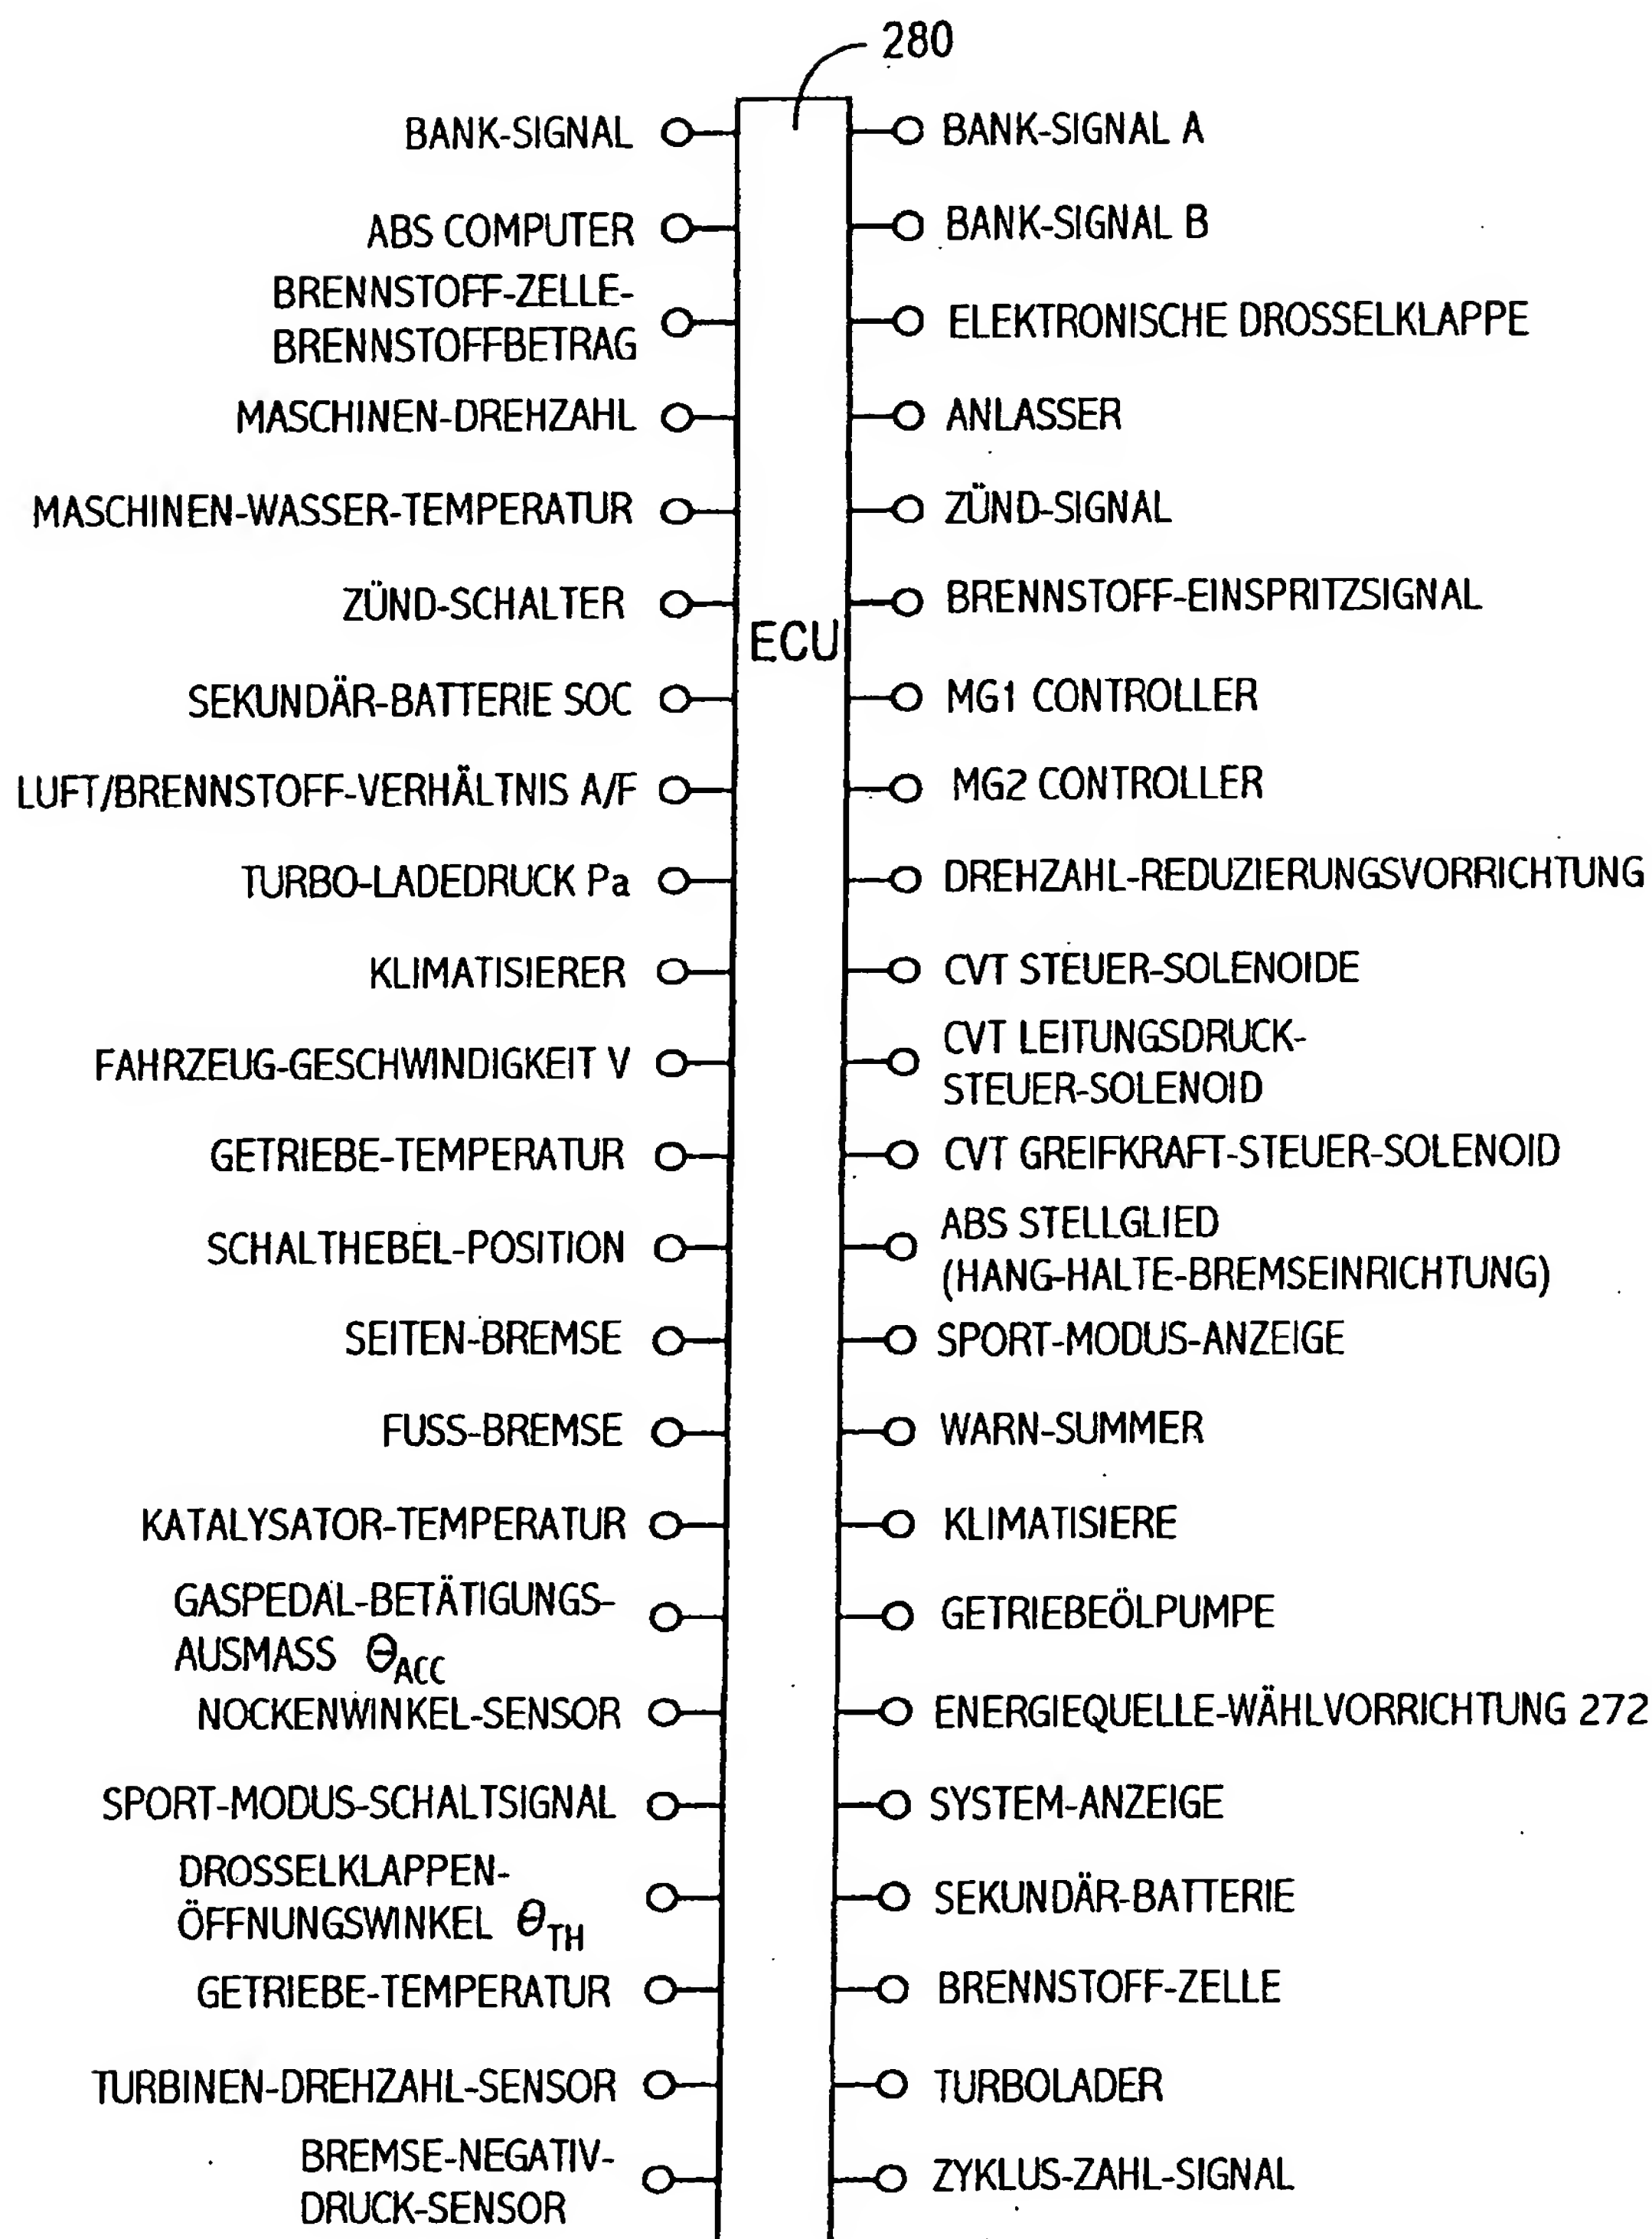 280
BANK-SIGNAL
ABS COMPUTER
BRENNSTOFF-ZELLE-
BRENNSTOFFBETRAG
MASCHINEN-DREHZAHL
MASCHINEN-WASSER-TEMPERATUR
ZÜND-SCHALTER
SEKUNDÄR-BATTERIE SOC
LUFT/BRENNSTOFF-VERHÄLTNIS A/F
TURBO-LADEDRUCK Pa
KLIMATISIERER
FAHRZEUG-GESCHWINDIGKEIT V
GETRIEBE-TEMPERATUR
SCHALTHEBEL-POSITION
SEITEN-BREMSE
FUSS-BREMSE
KATALYSATOR-TEMPERATUR
GASPEDAL-BETÄTIGUNGS-
AUSMASS Θ_ACC
NOCKENWINKEL-SENSOR
SPORT-MODUS-SCHALTSIGNAL
DROSSELKLAPPEN-
ÖFFNUNGSWINKEL Θ_TH
GETRIEBE-TEMPERATUR
TURBINEN-DREHZAHL-SENSOR
BREMSE-NEGATIV-
DRUCK-SENSOR
ECU
BANK-SIGNAL A
BANK-SIGNAL B
ELEKTRONISCHE DROSSELKLAPPE
ANLASSER
ZÜND-SIGNAL
BRENNSTOFF-EINSPRITZSIGNAL
MG1 CONTROLLER
MG2 CONTROLLER
DREHZAHL-REDUZIERUNGSVORRICHTUNG
CVT STEUER-SOLENOIDE
CVT LEITUNGSDRUCK-
STEUER-SOLENOID
CVT GREIFKRAFT-STEUER-SOLENOID
ABS STELLGLIED
(HANG-HALTE-BREMSEINRICHTUNG)
SPORT-MODUS-ANZEIGE
WARN-SUMMER
KLIMATISIERE
GETRIEBEÖLPUMPE
ENERGIEQUELLE-WÄHLVORRICHTUNG 272
SYSTEM-ANZEIGE
SEKUNDÄR-BATTERIE
BRENNSTOFF-ZELLE
TURBOLADER
ZYKLUS-ZAHL-SIGNAL